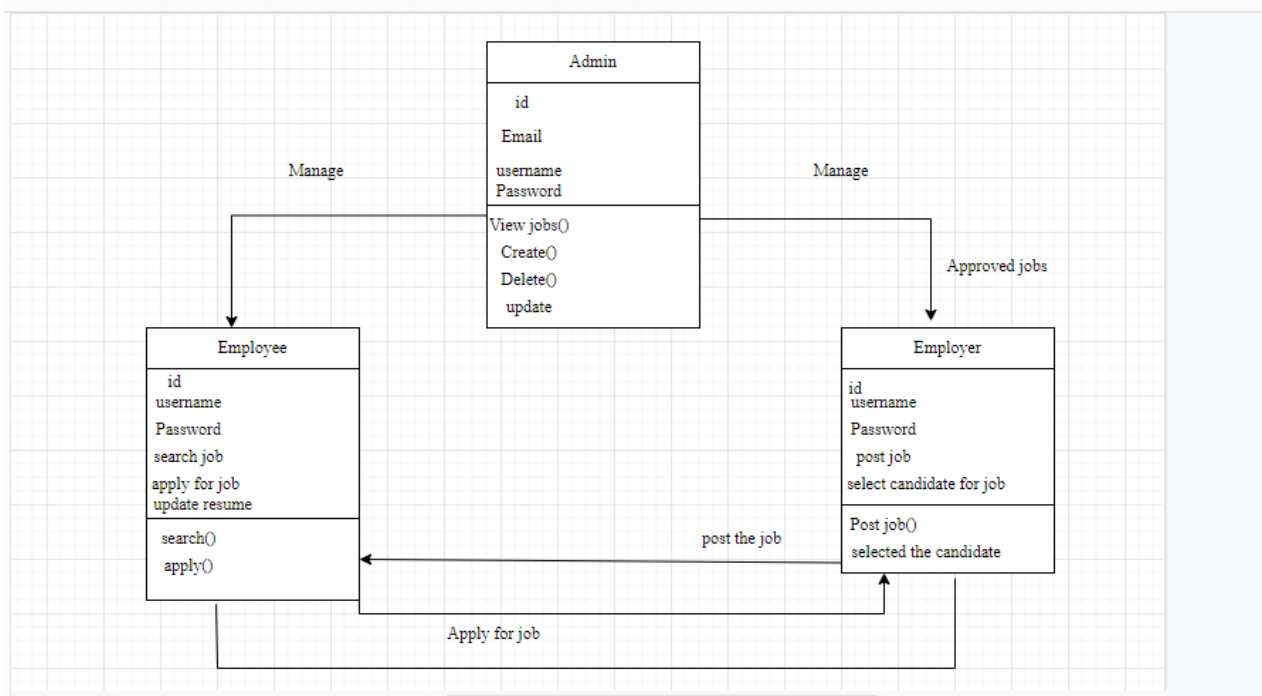 Admin
id
Email
username
Password
View jobs()
Create()
Delete()
update
Manage
Manage
Approved jobs
Employee
id
username
Password
search job
apply for job
update resume
search()
apply()
Employer
id
username
Password
post job
select candidate for job
Post job()
selected the candidate
post the job
Apply for job